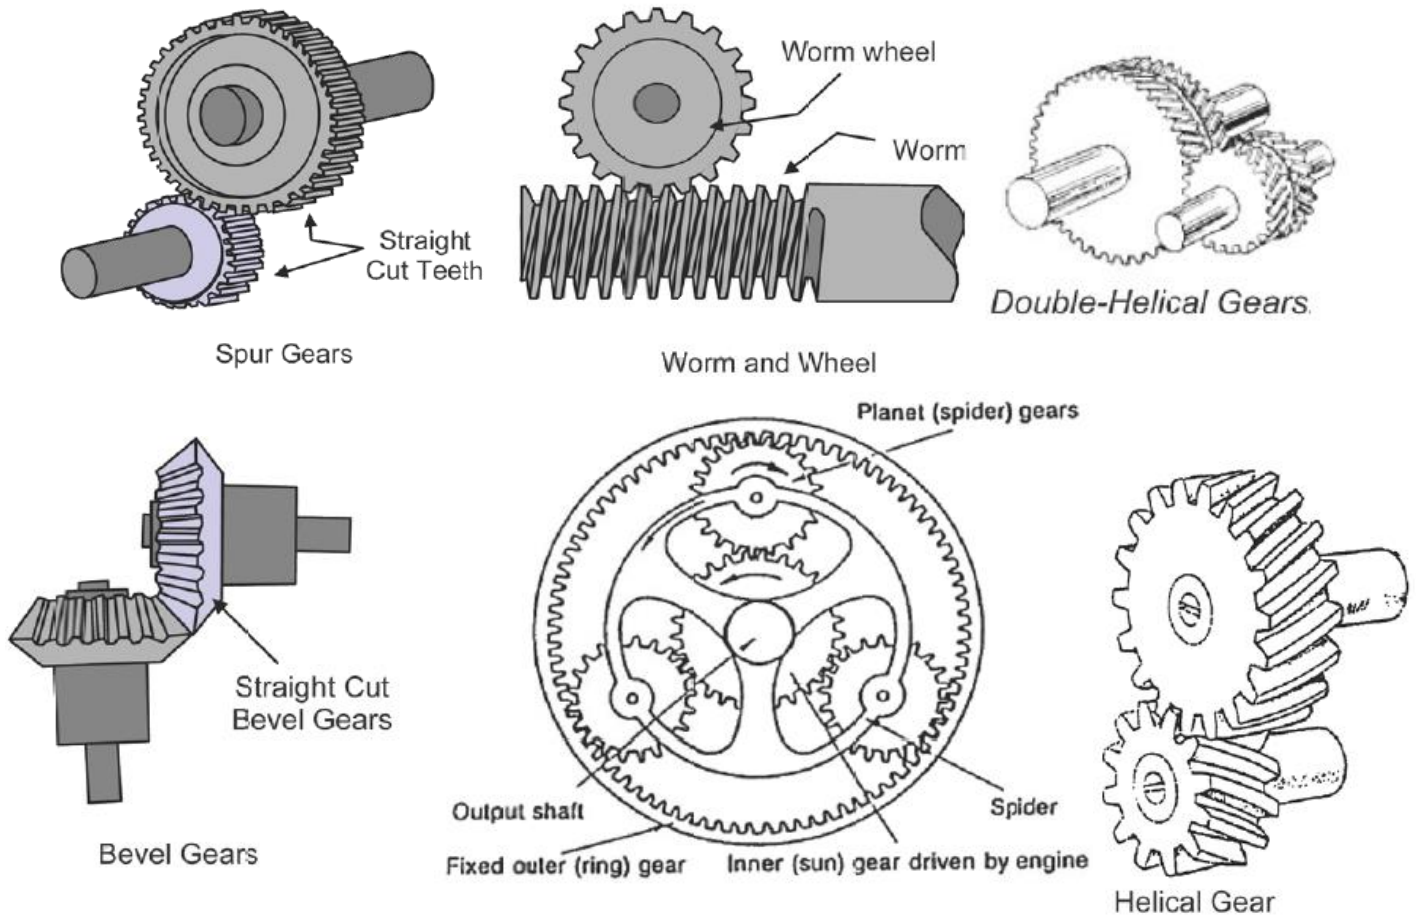 Worm wheel
Worm
Straight
Cut Teeth
Spur Gears
Worm and Wheel
Double-Helical Gears.
Planet (spider) gears
Straight Cut
Bevel Gears
Bevel Gears
Output shaft
Spider
Fixed outer (ring) gear
Inner (sun) gear driven by engine
Helical Gear